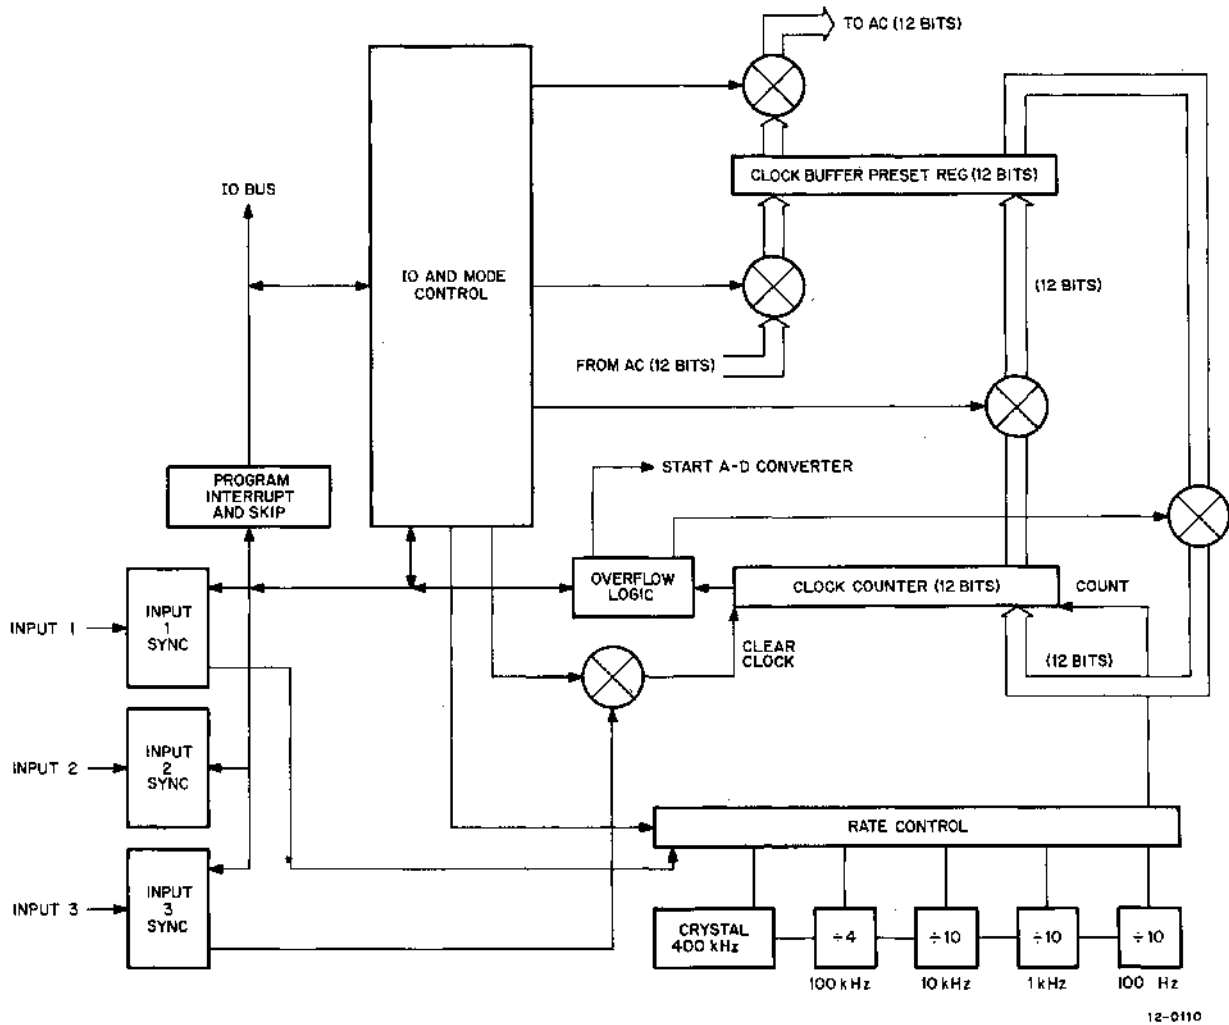 TO AC (12 BITS)
CLOCK BUFFER PRESET REG (12 BITS)
IO BUS
IO AND MODE
CONTROL
(12 BITS)
FROM AC (12 BITS)
START A-D CONVERTER
PROGRAM
INTERRUPT
AND SKIP
OVERFLOW
LOGIC
CLOCK COUNTER (12 BITS)
COUNT
INPUT 1
INPUT
1
SYNC
CLEAR
CLOCK
(12 BITS)
INPUT 2
INPUT
2
SYNC
RATE CONTROL
INPUT 3
INPUT
3
SYNC
CRYSTAL
400 kHz
÷4
÷10
÷10
÷10
100 kHz
10 kHz
1 kHz
100 Hz
12-0110